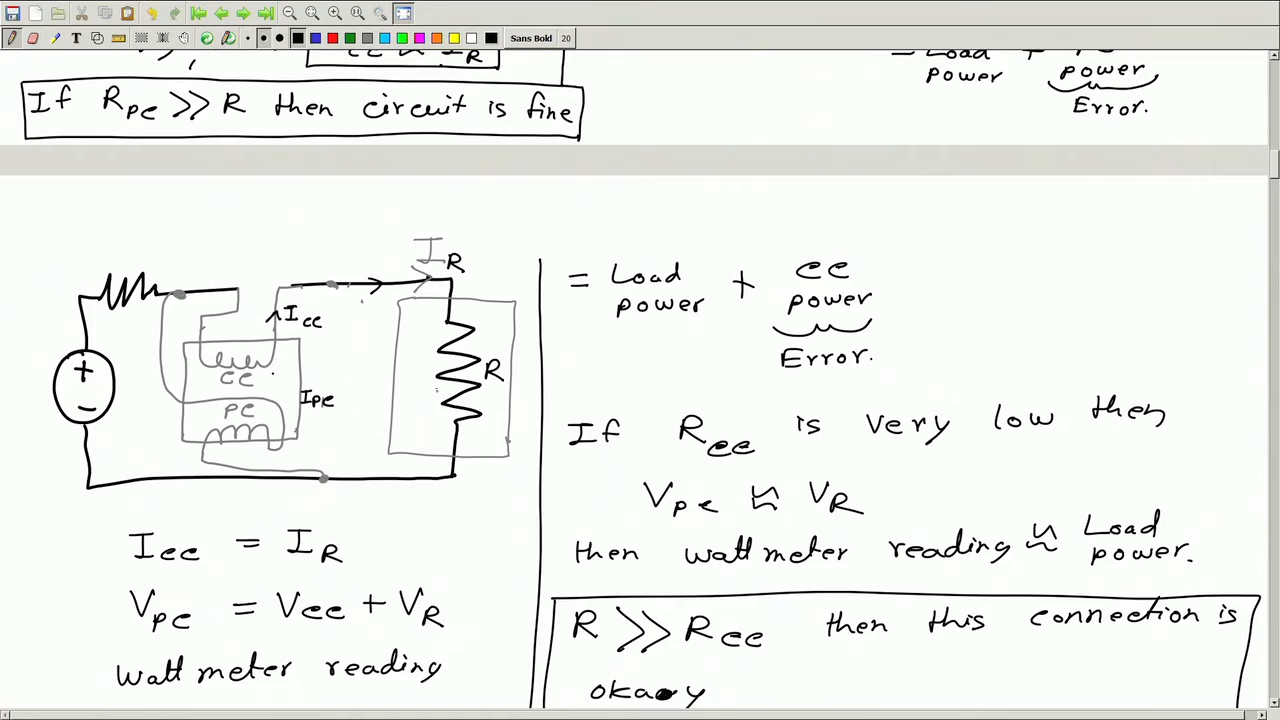 Sans Bold 20
Load +
power power
Error.
If Rpc >> R then circuit is fine
IR
Icc
CC
PC
Ipc
+
−
R
Icc = IR
Vpc = Vcc + VR
wattmeter reading
= Load power + cc power
Error.
If Rcc is very low then
Vpc ≈ VR
then wattmeter reading ≈ Load power.
R >> Rcc then this connection is
okay